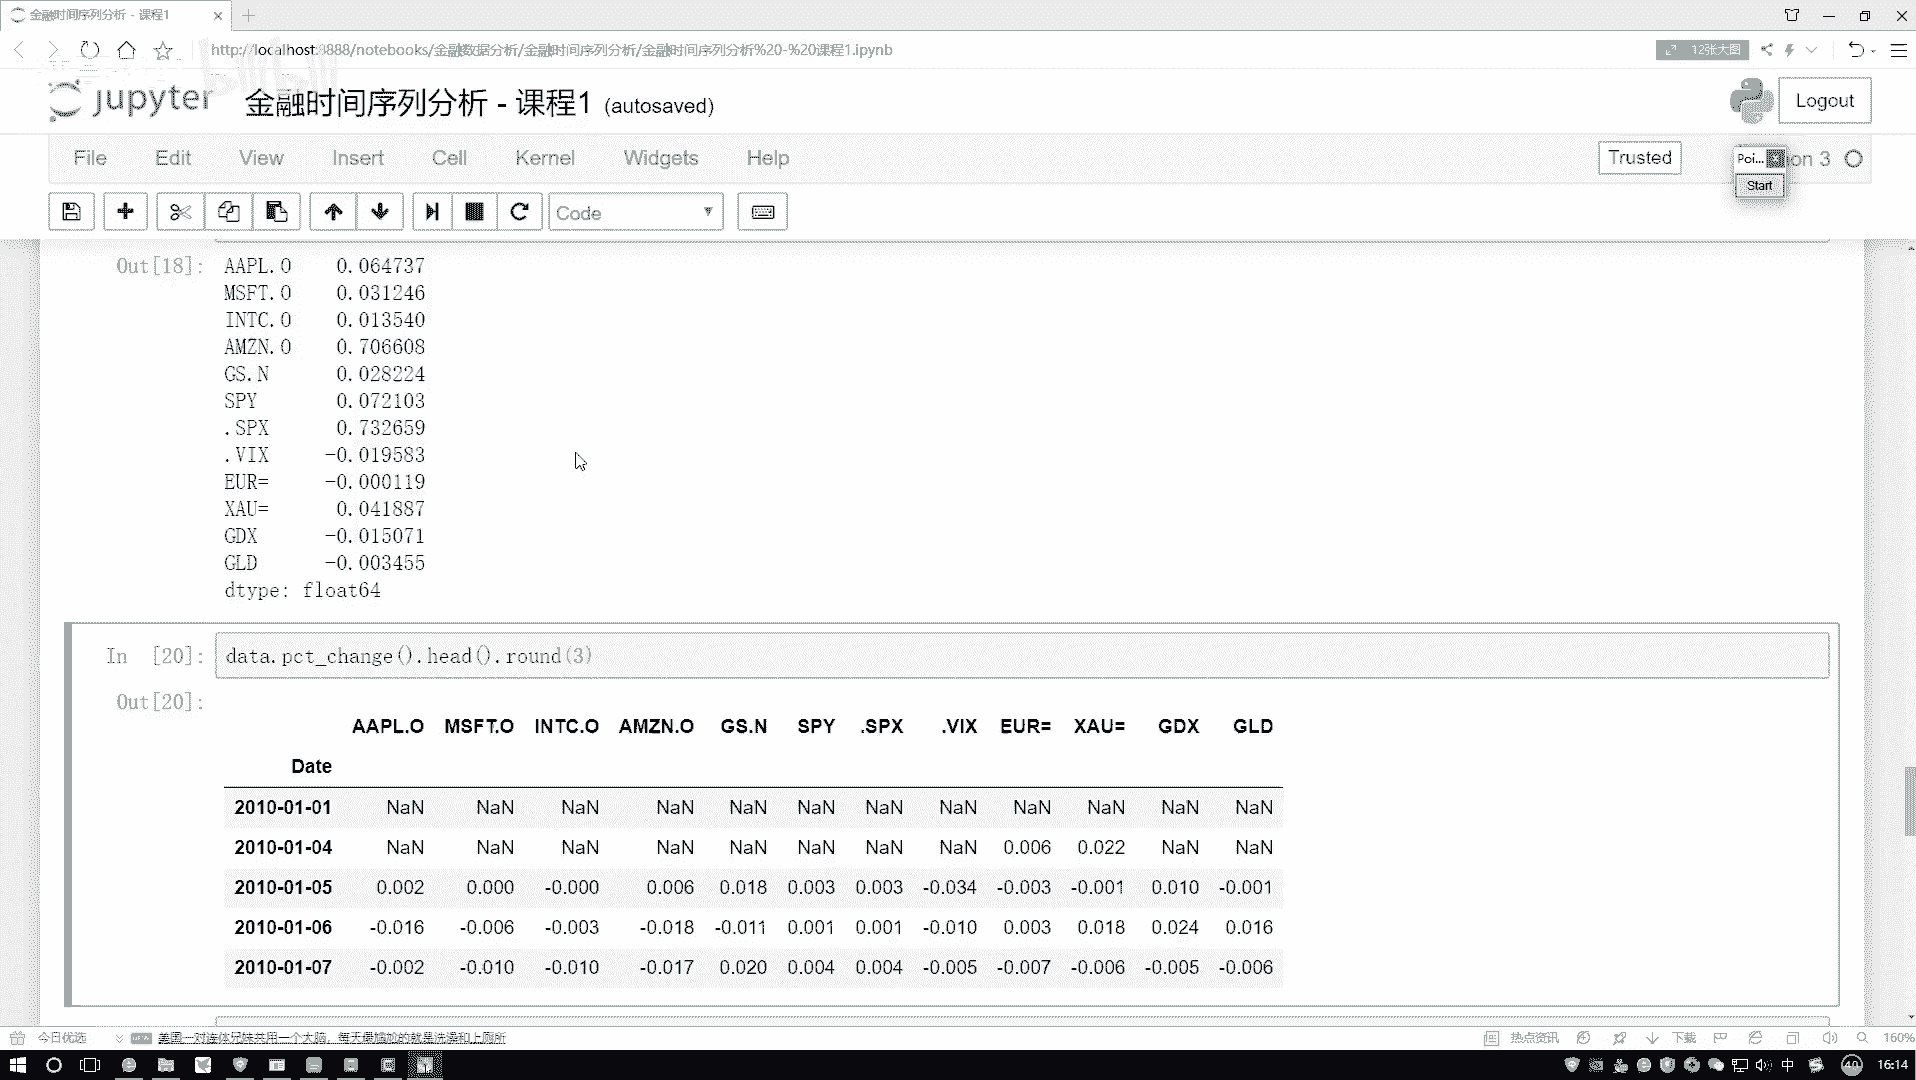 金融时间序列分析 - 课程1
http://localhost:8888/notebooks/金融数据分析/金融时间序列分析/金融时间序列分析%20-%20课程1.ipynb
12张大图
jupyter 金融时间序列分析 - 课程1 (autosaved)
Logout
File Edit View Insert Cell Kernel Widgets Help
Trusted
Poi... on 3
Start
Code
Out[18]: AAPL.O 0.064737
MSFT.O 0.031246
INTC.O 0.013540
AMZN.O 0.706608
GS.N 0.028224
SPY 0.072103
.SPX 0.732659
.VIX -0.019583
EUR= -0.000119
XAU= 0.041887
GDX -0.015071
GLD -0.003455
dtype: float64
In [20]: data.pct_change().head().round(3)
Out[20]:
AAPL.O MSFT.O INTC.O AMZN.O GS.N SPY .SPX .VIX EUR= XAU= GDX GLD
Date
2010-01-01 NaN NaN NaN NaN NaN NaN NaN NaN NaN NaN NaN NaN
2010-01-04 NaN NaN NaN NaN NaN NaN NaN NaN 0.006 0.022 NaN NaN
2010-01-05 0.002 0.000 -0.000 0.006 0.018 0.003 0.003 -0.034 -0.003 -0.001 0.010 -0.001
2010-01-06 -0.016 -0.006 -0.003 -0.018 -0.011 0.001 0.001 -0.010 0.003 0.018 0.024 0.016
2010-01-07 -0.002 -0.010 -0.010 -0.017 0.020 0.004 0.004 -0.005 -0.007 -0.006 -0.005 -0.006
今日优选 美国一对连体兄妹共用一个大脑，每天最尴尬的就是洗澡和上厕所
热点资讯 下载 160%
中 40 16:14